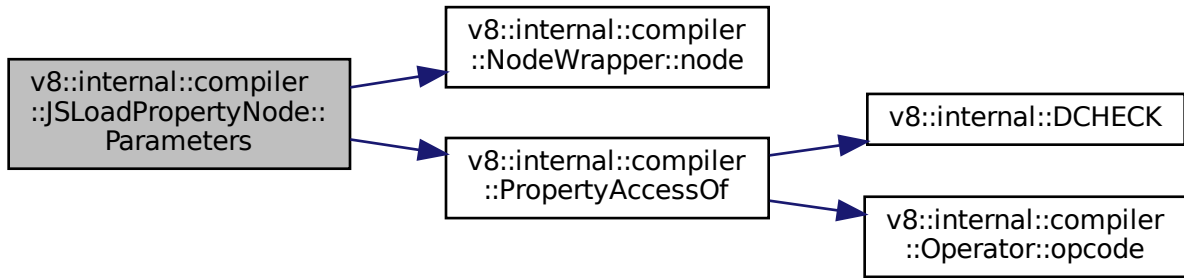 v8::internal::compiler
::JSLoadPropertyNode::
Parameters
v8::internal::compiler
::NodeWrapper::node
v8::internal::compiler
::PropertyAccessOf
v8::internal::DCHECK
v8::internal::compiler
::Operator::opcode